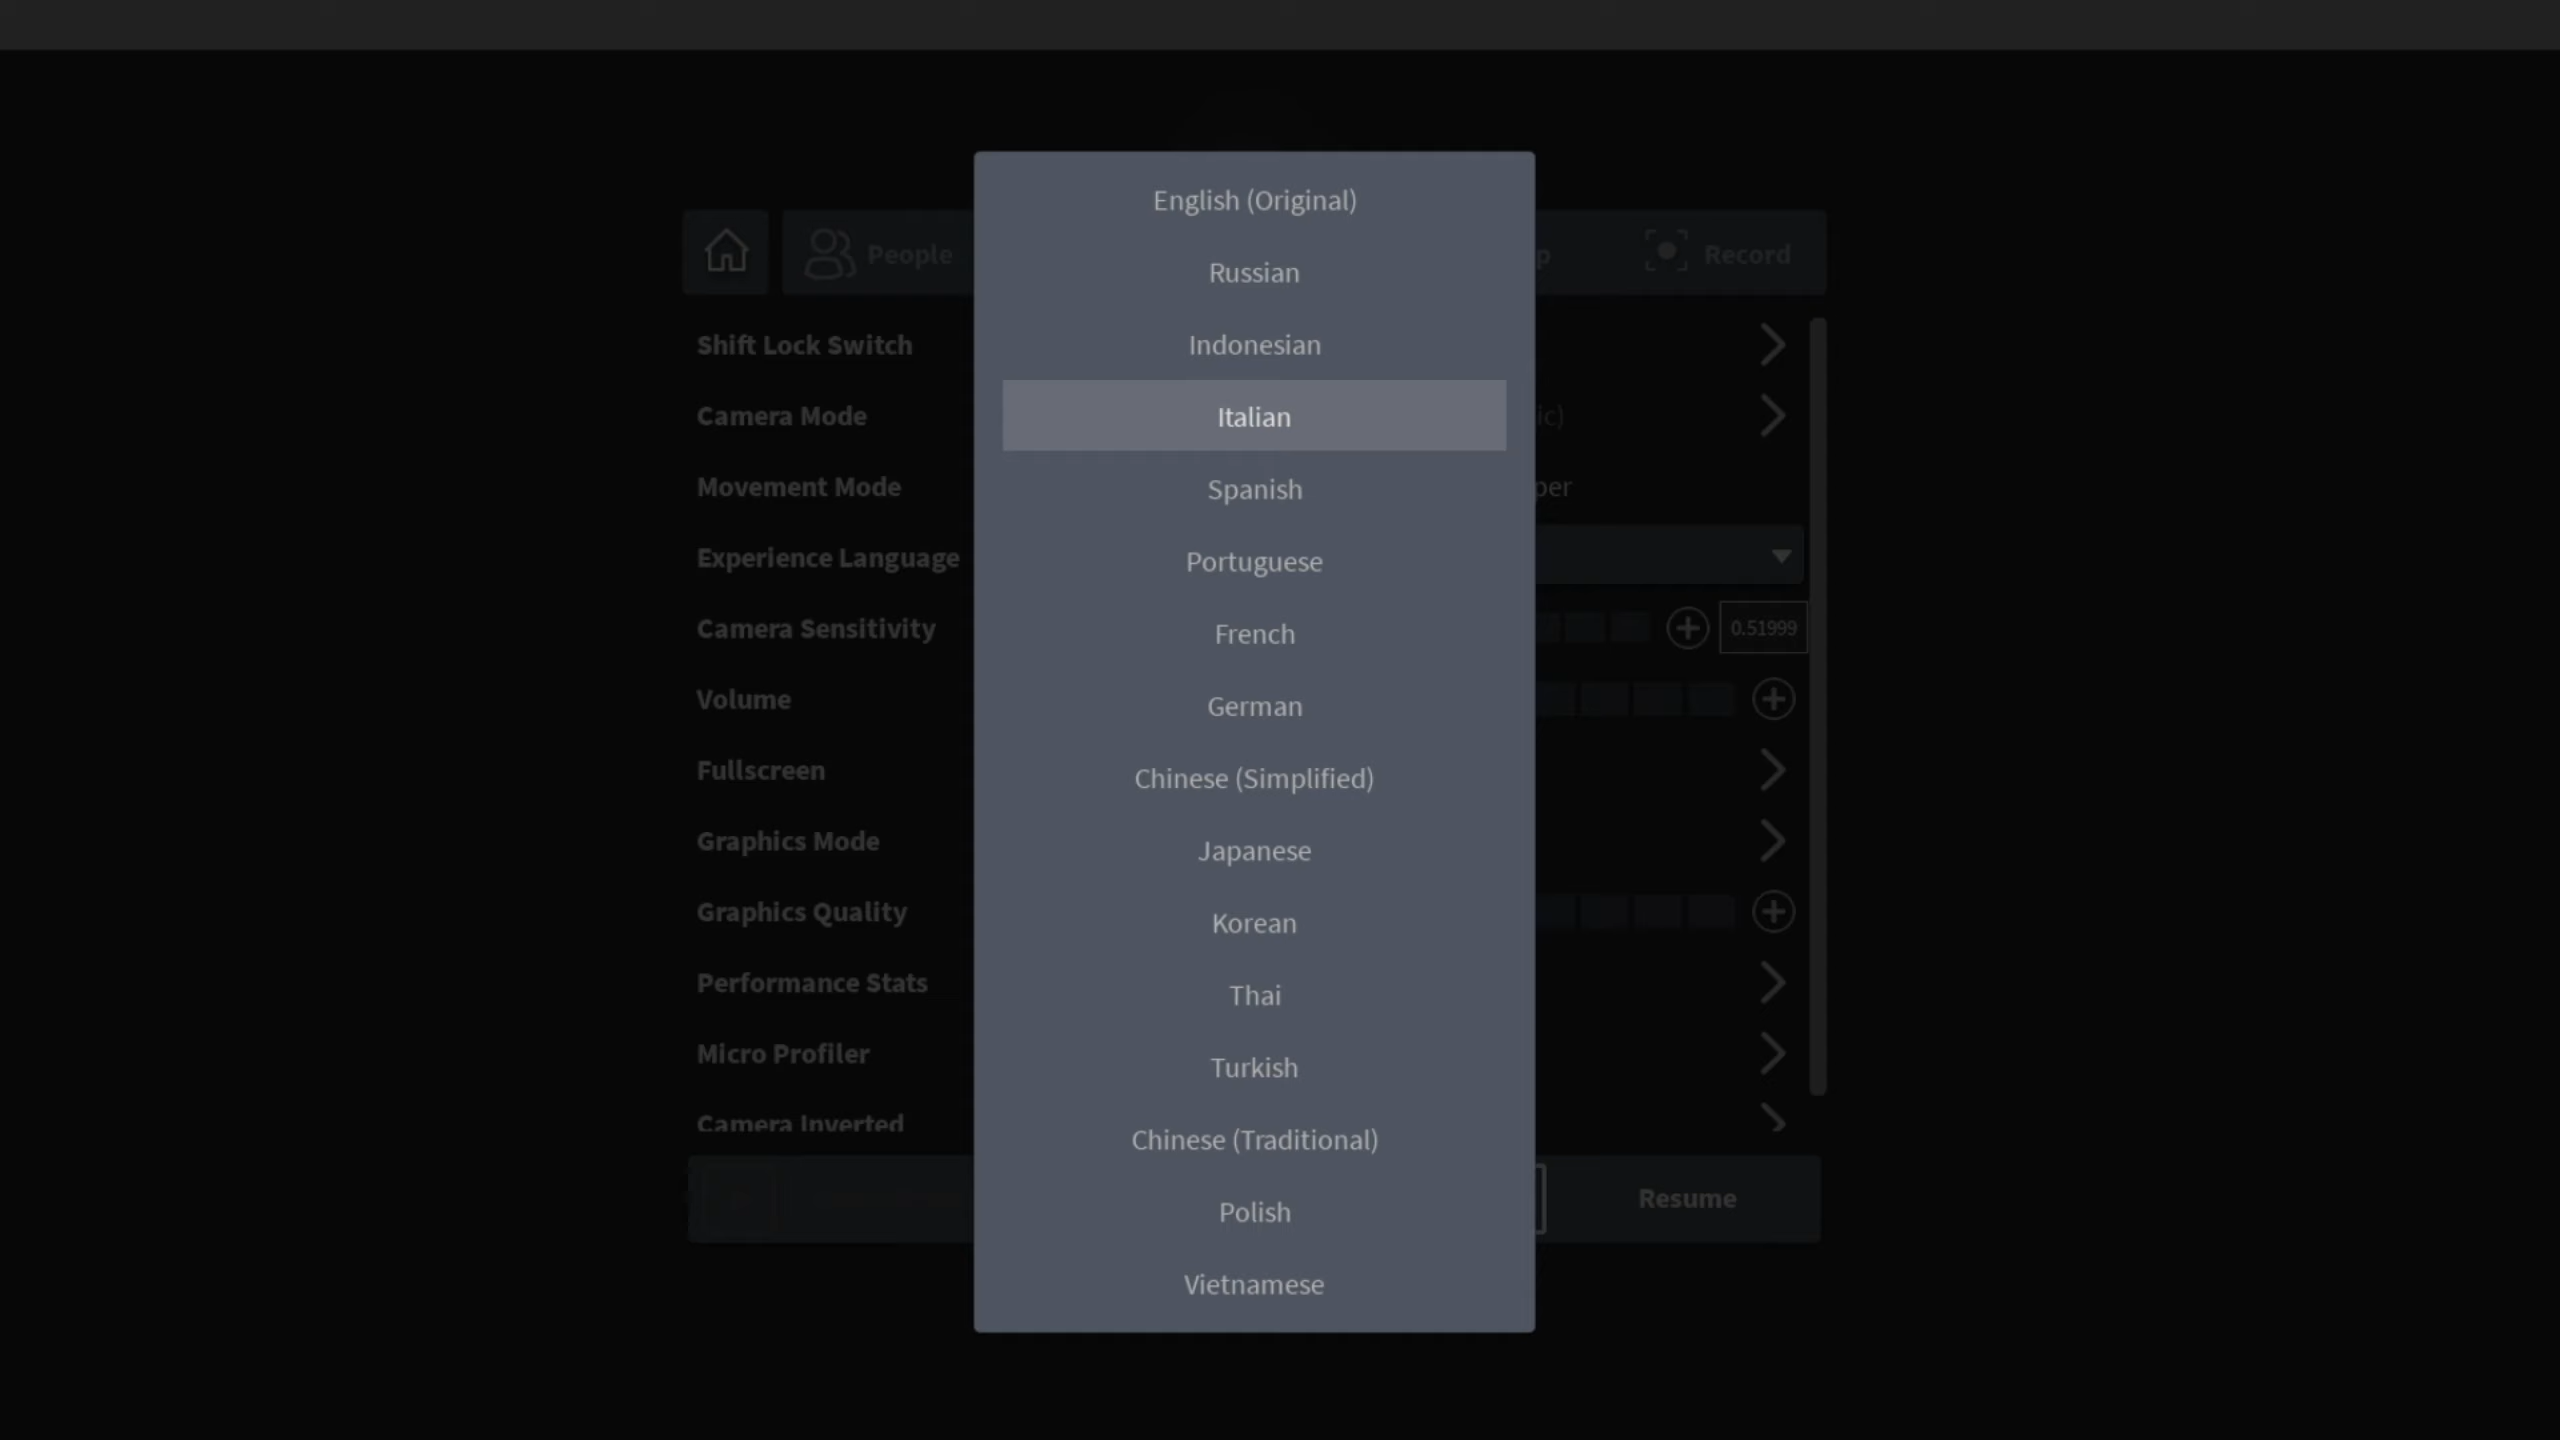 English (Original)
Russian
Indonesian
Italian
Spanish
Portuguese
French
German
Chinese (Simplified)
Japanese
Korean
Thai
Turkish
Chinese (Traditional)
Polish
Vietnamese
People
Record
Shift Lock Switch
Camera Mode
Movement Mode
Experience Language
Camera Sensitivity
0.51999
Volume
Fullscreen
Graphics Mode
Graphics Quality
Performance Stats
Micro Profiler
Camera Inverted
Resume